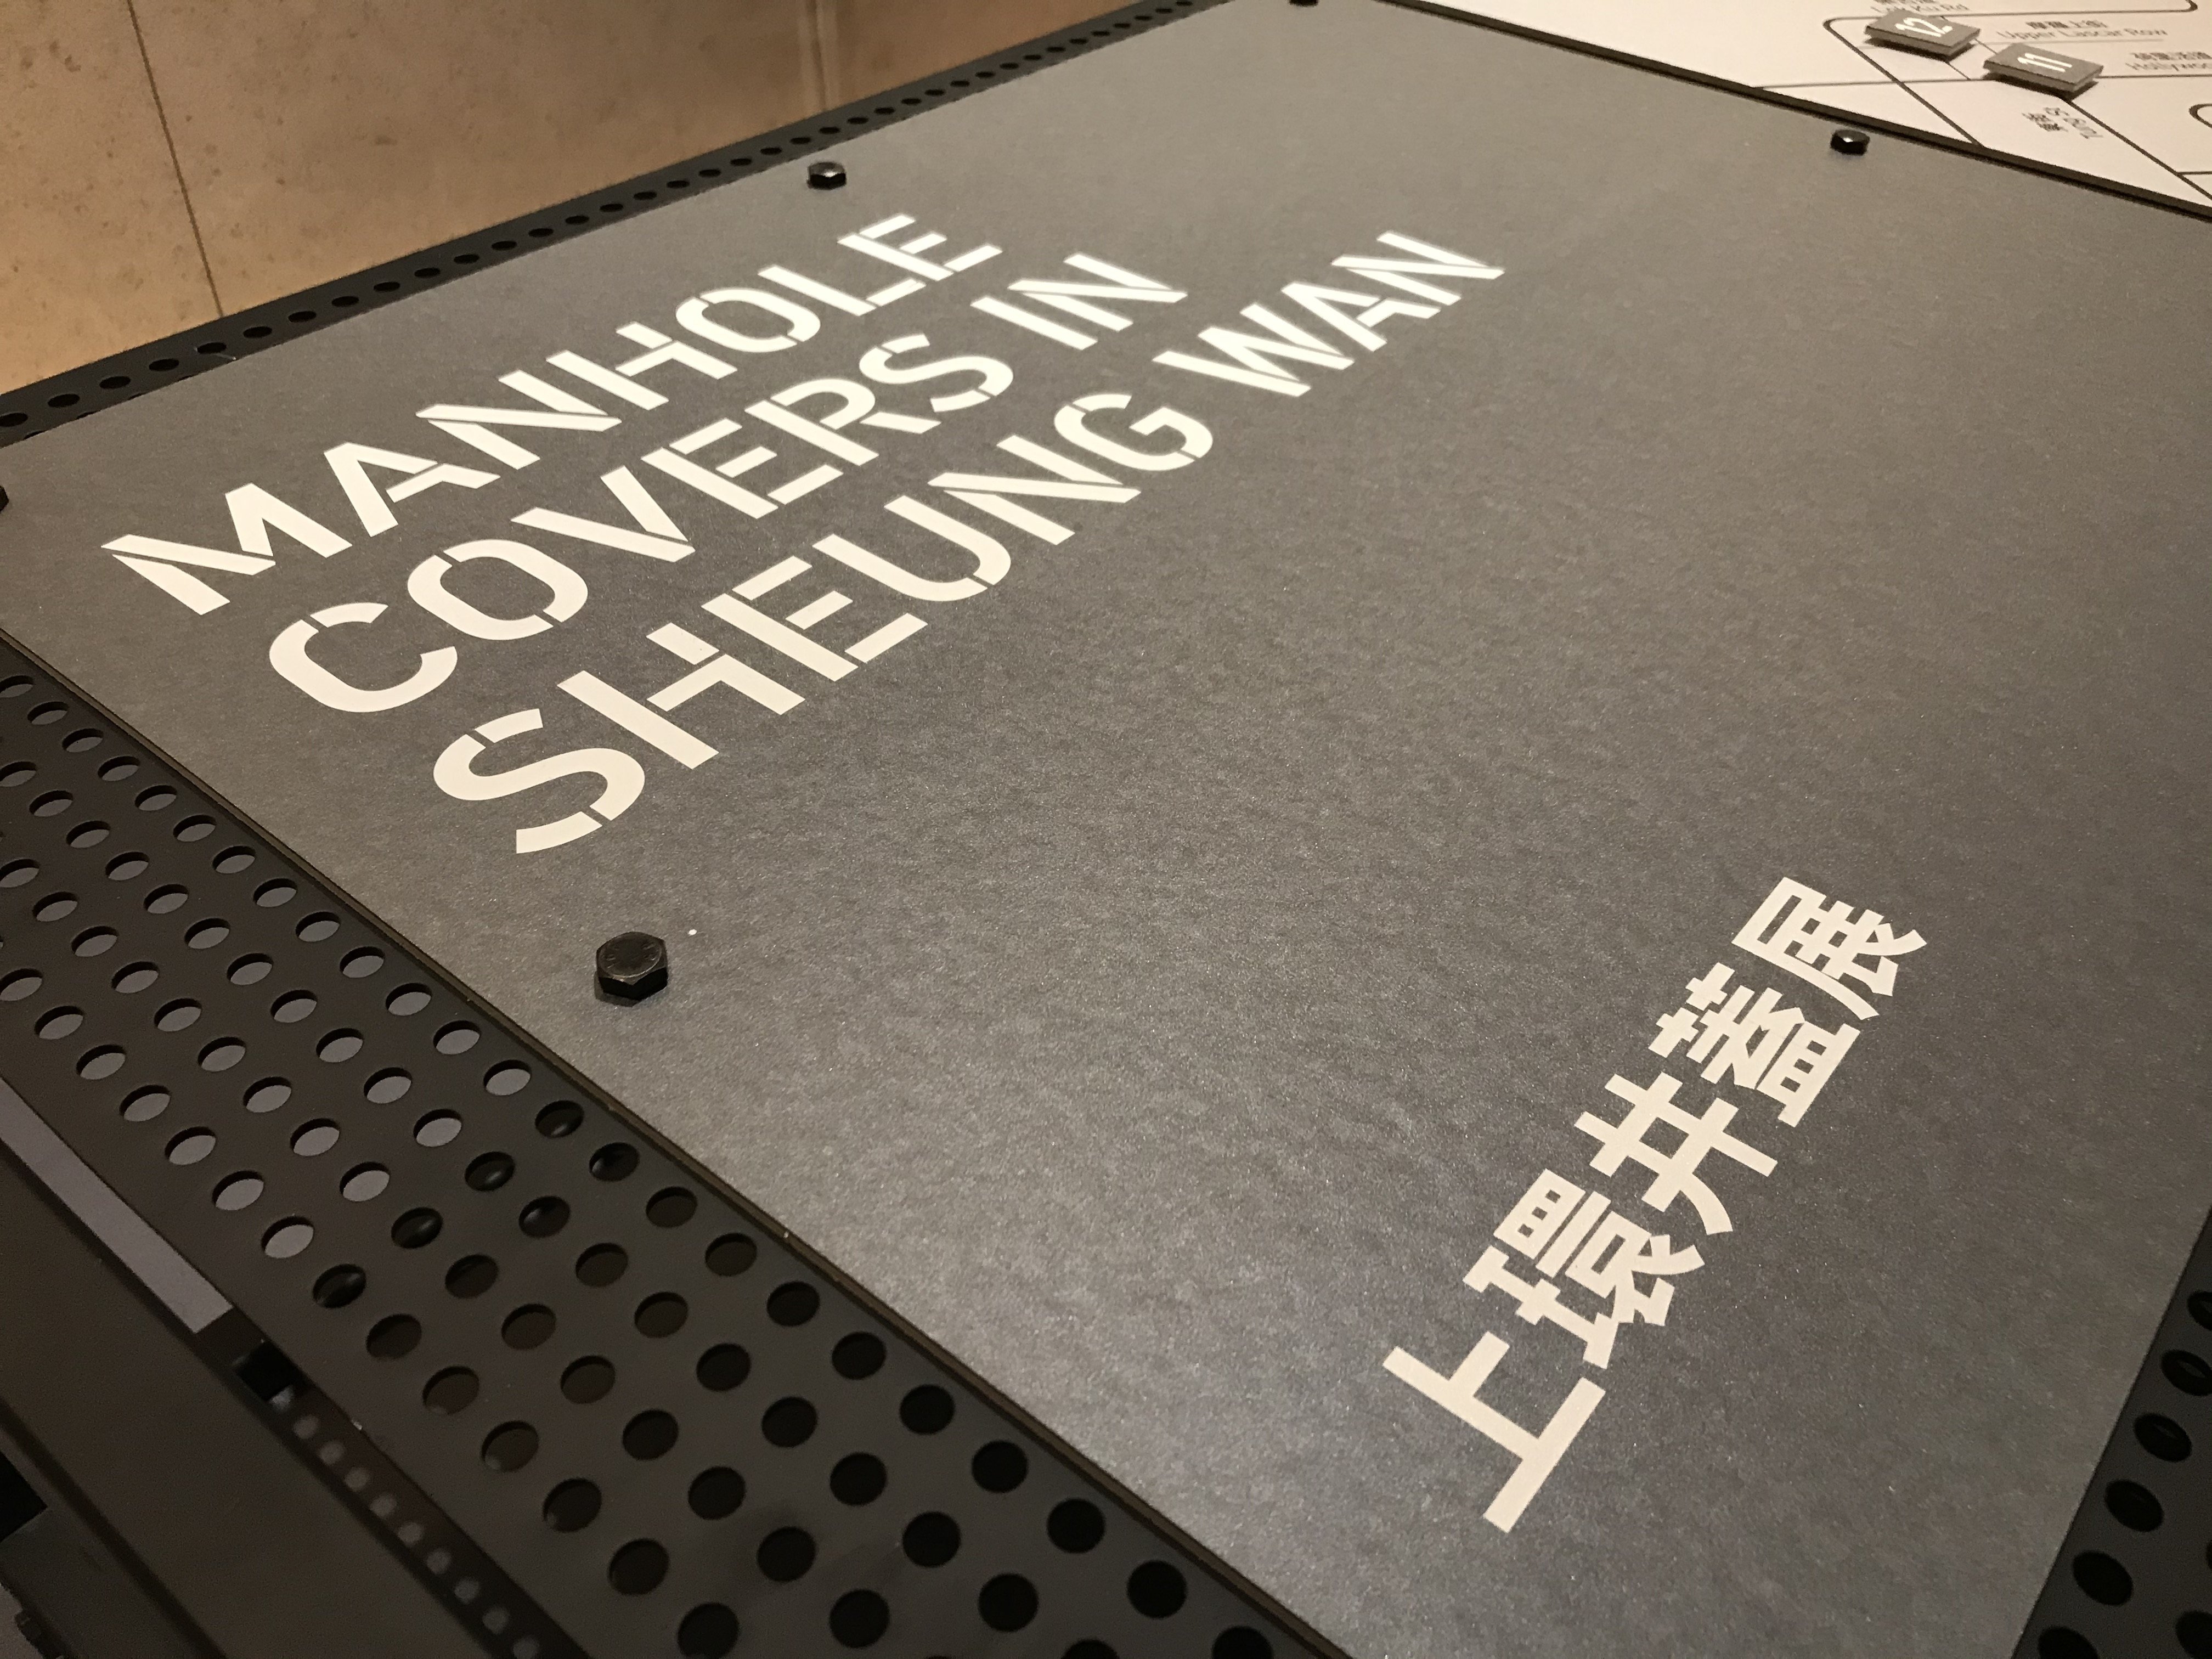 MANHOLE
COVERS IN
SHEUNG WAN
上環井蓋展
12
Upper Lascar Row
11